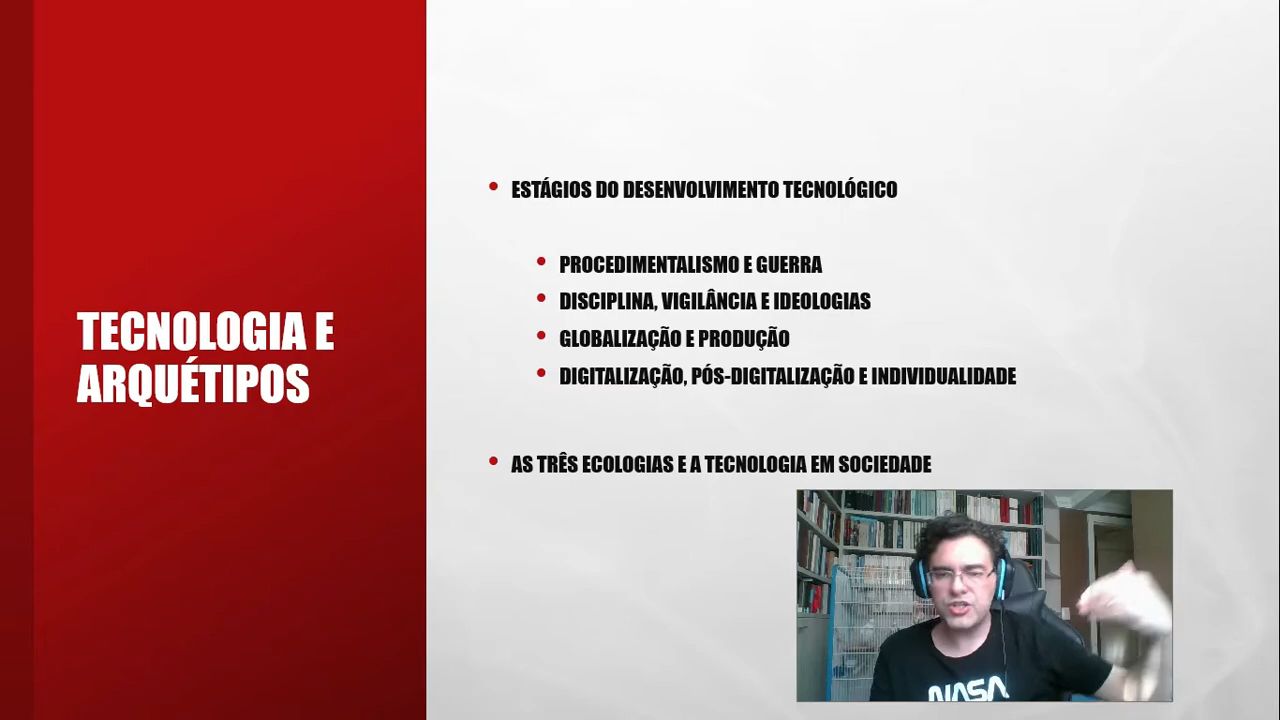 TECNOLOGIA E
ARQUÉTIPOS
ESTÁGIOS DO DESENVOLVIMENTO TECNOLÓGICO
PROCEDIMENTALISMO E GUERRA
DISCIPLINA, VIGILÂNCIA E IDEOLOGIAS
GLOBALIZAÇÃO E PRODUÇÃO
DIGITALIZAÇÃO, PÓS-DIGITALIZAÇÃO E INDIVIDUALIDADE
AS TRÊS ECOLOGIAS E A TECNOLOGIA EM SOCIEDADE
NASA